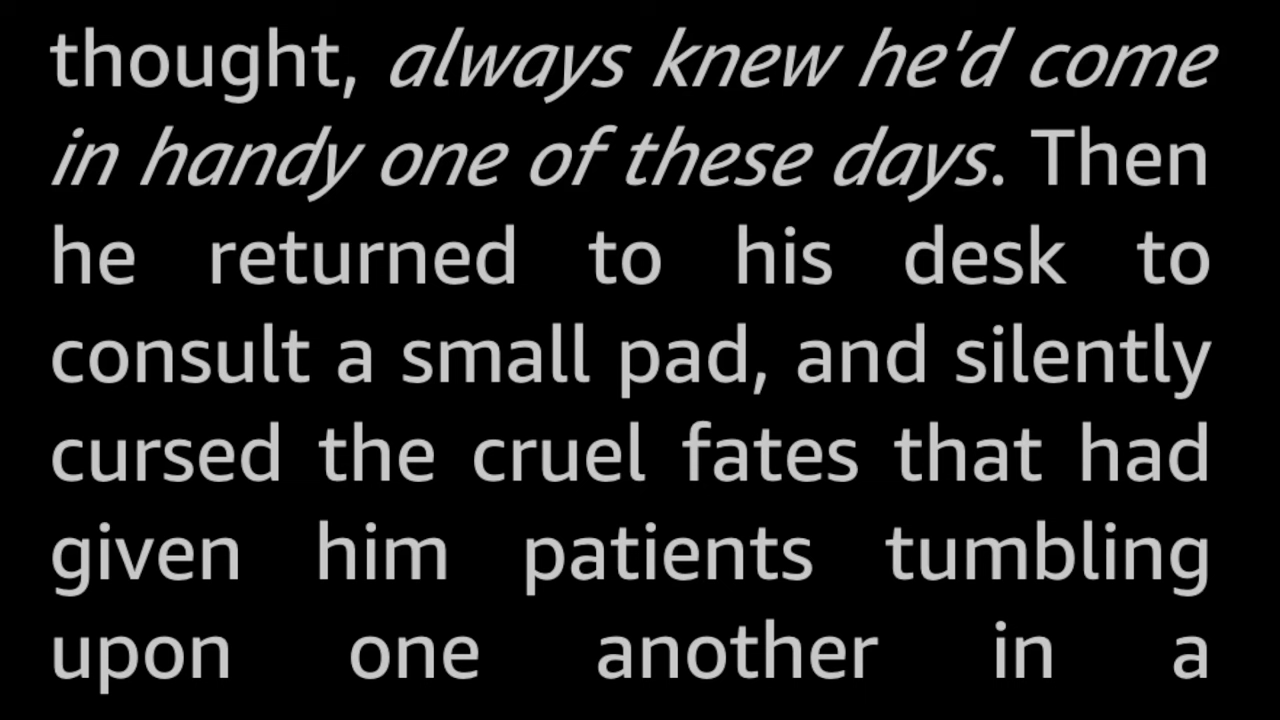 thought, always knew he'd come
in handy one of these days. Then
he returned to his desk to
consult a small pad, and silently
cursed the cruel fates that had
given him patients tumbling
upon one another in a